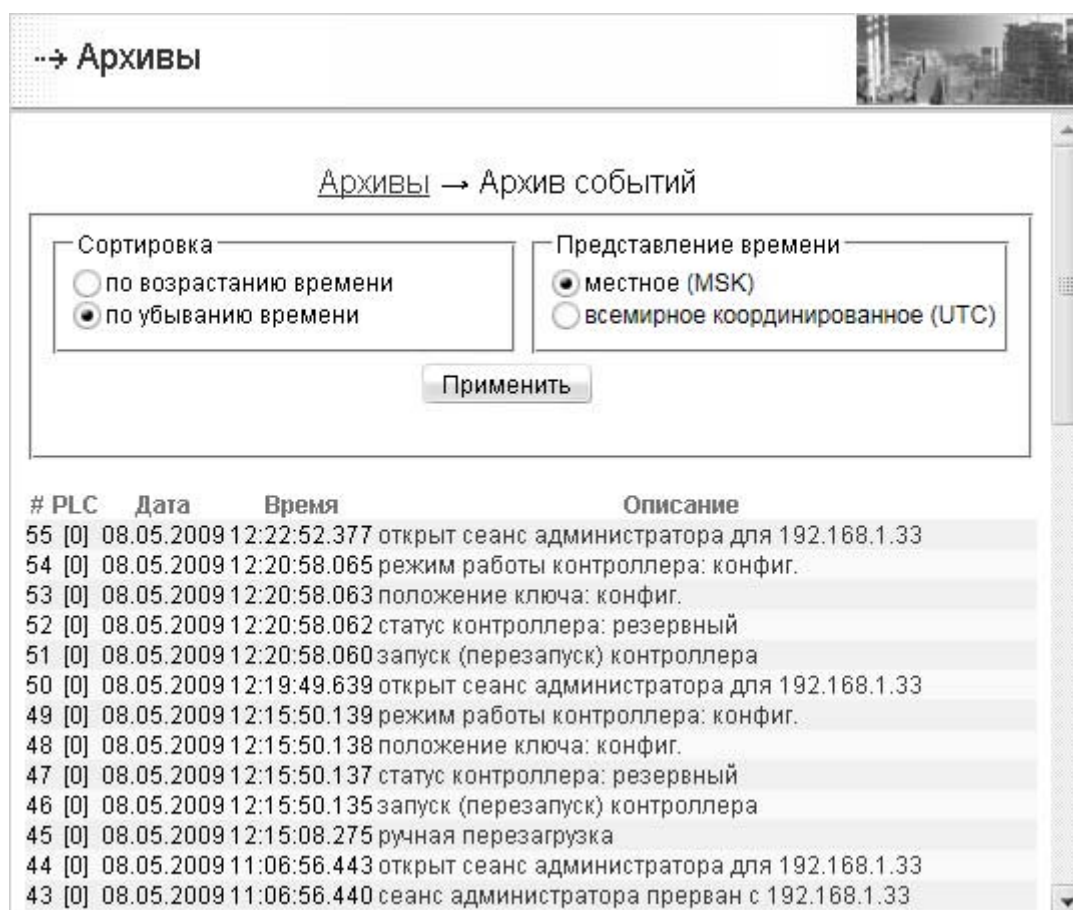 ⇢ Архивы
Архивы → Архив событий
Сортировка
по возрастанию времени
по убыванию времени
Представление времени
местное (MSK)
всемирное координированное (UTC)
Применить
# PLC Дата Время Описание
55 [0] 08.05.2009 12:22:52.377 открыт сеанс администратора для 192.168.1.33
54 [0] 08.05.2009 12:20:58.065 режим работы контроллера: конфиг.
53 [0] 08.05.2009 12:20:58.063 положение ключа: конфиг.
52 [0] 08.05.2009 12:20:58.062 статус контроллера: резервный
51 [0] 08.05.2009 12:20:58.060 запуск (перезапуск) контроллера
50 [0] 08.05.2009 12:19:49.639 открыт сеанс администратора для 192.168.1.33
49 [0] 08.05.2009 12:15:50.139 режим работы контроллера: конфиг.
48 [0] 08.05.2009 12:15:50.138 положение ключа: конфиг.
47 [0] 08.05.2009 12:15:50.137 статус контроллера: резервный
46 [0] 08.05.2009 12:15:50.135 запуск (перезапуск) контроллера
45 [0] 08.05.2009 12:15:08.275 ручная перезагрузка
44 [0] 08.05.2009 11:06:56.443 открыт сеанс администратора для 192.168.1.33
43 [0] 08.05.2009 11:06:56.440 сеанс администратора прерван с 192.168.1.33